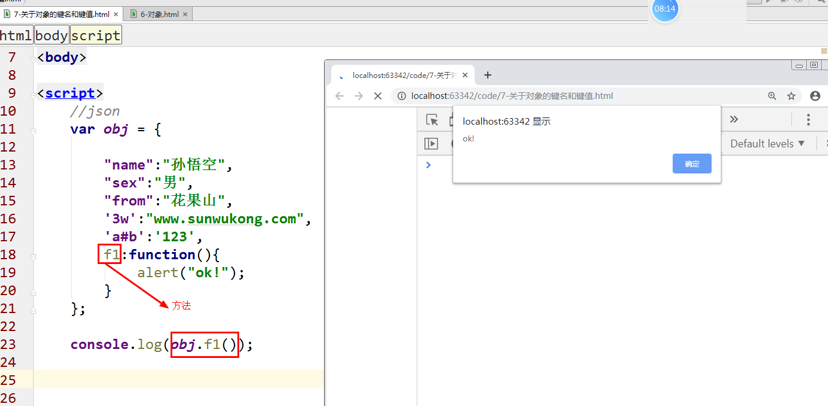 7-关于对象的键名和键值.html
6-对象.html
08:14
html body script
7 <body>
8
9 <script>
10 //json
11 var obj = {
12
13 "name":"孙悟空",
14 "sex":"男",
15 "from":"花果山",
16 '3w':"www.sunwukong.com",
17 'a#b':'123',
18 f1:function(){
19 alert("ok!");
20 }
21 };
22
23 console.log(obj.f1());
24
25
26
方法
localhost:63342/code/7-关于
localhost:63342/code/7-关于对象的键名和键值.html
localhost:63342 显示
ok!
确定
Default levels